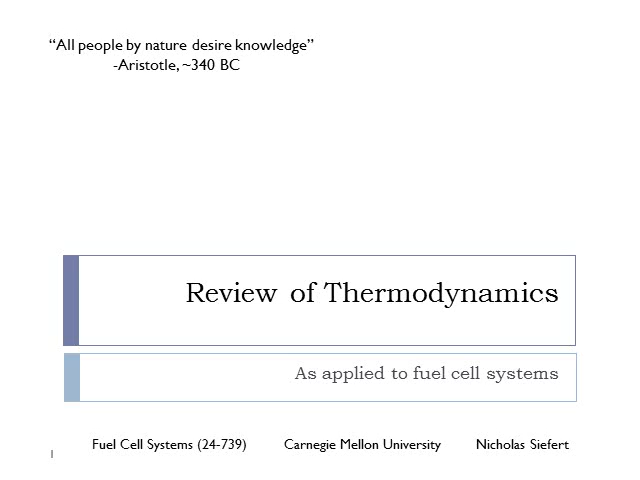 “All people by nature desire knowledge”
-Aristotle, ~340 BC
Review of Thermodynamics
As applied to fuel cell systems
Fuel Cell Systems (24-739) Carnegie Mellon University Nicholas Siefert
1